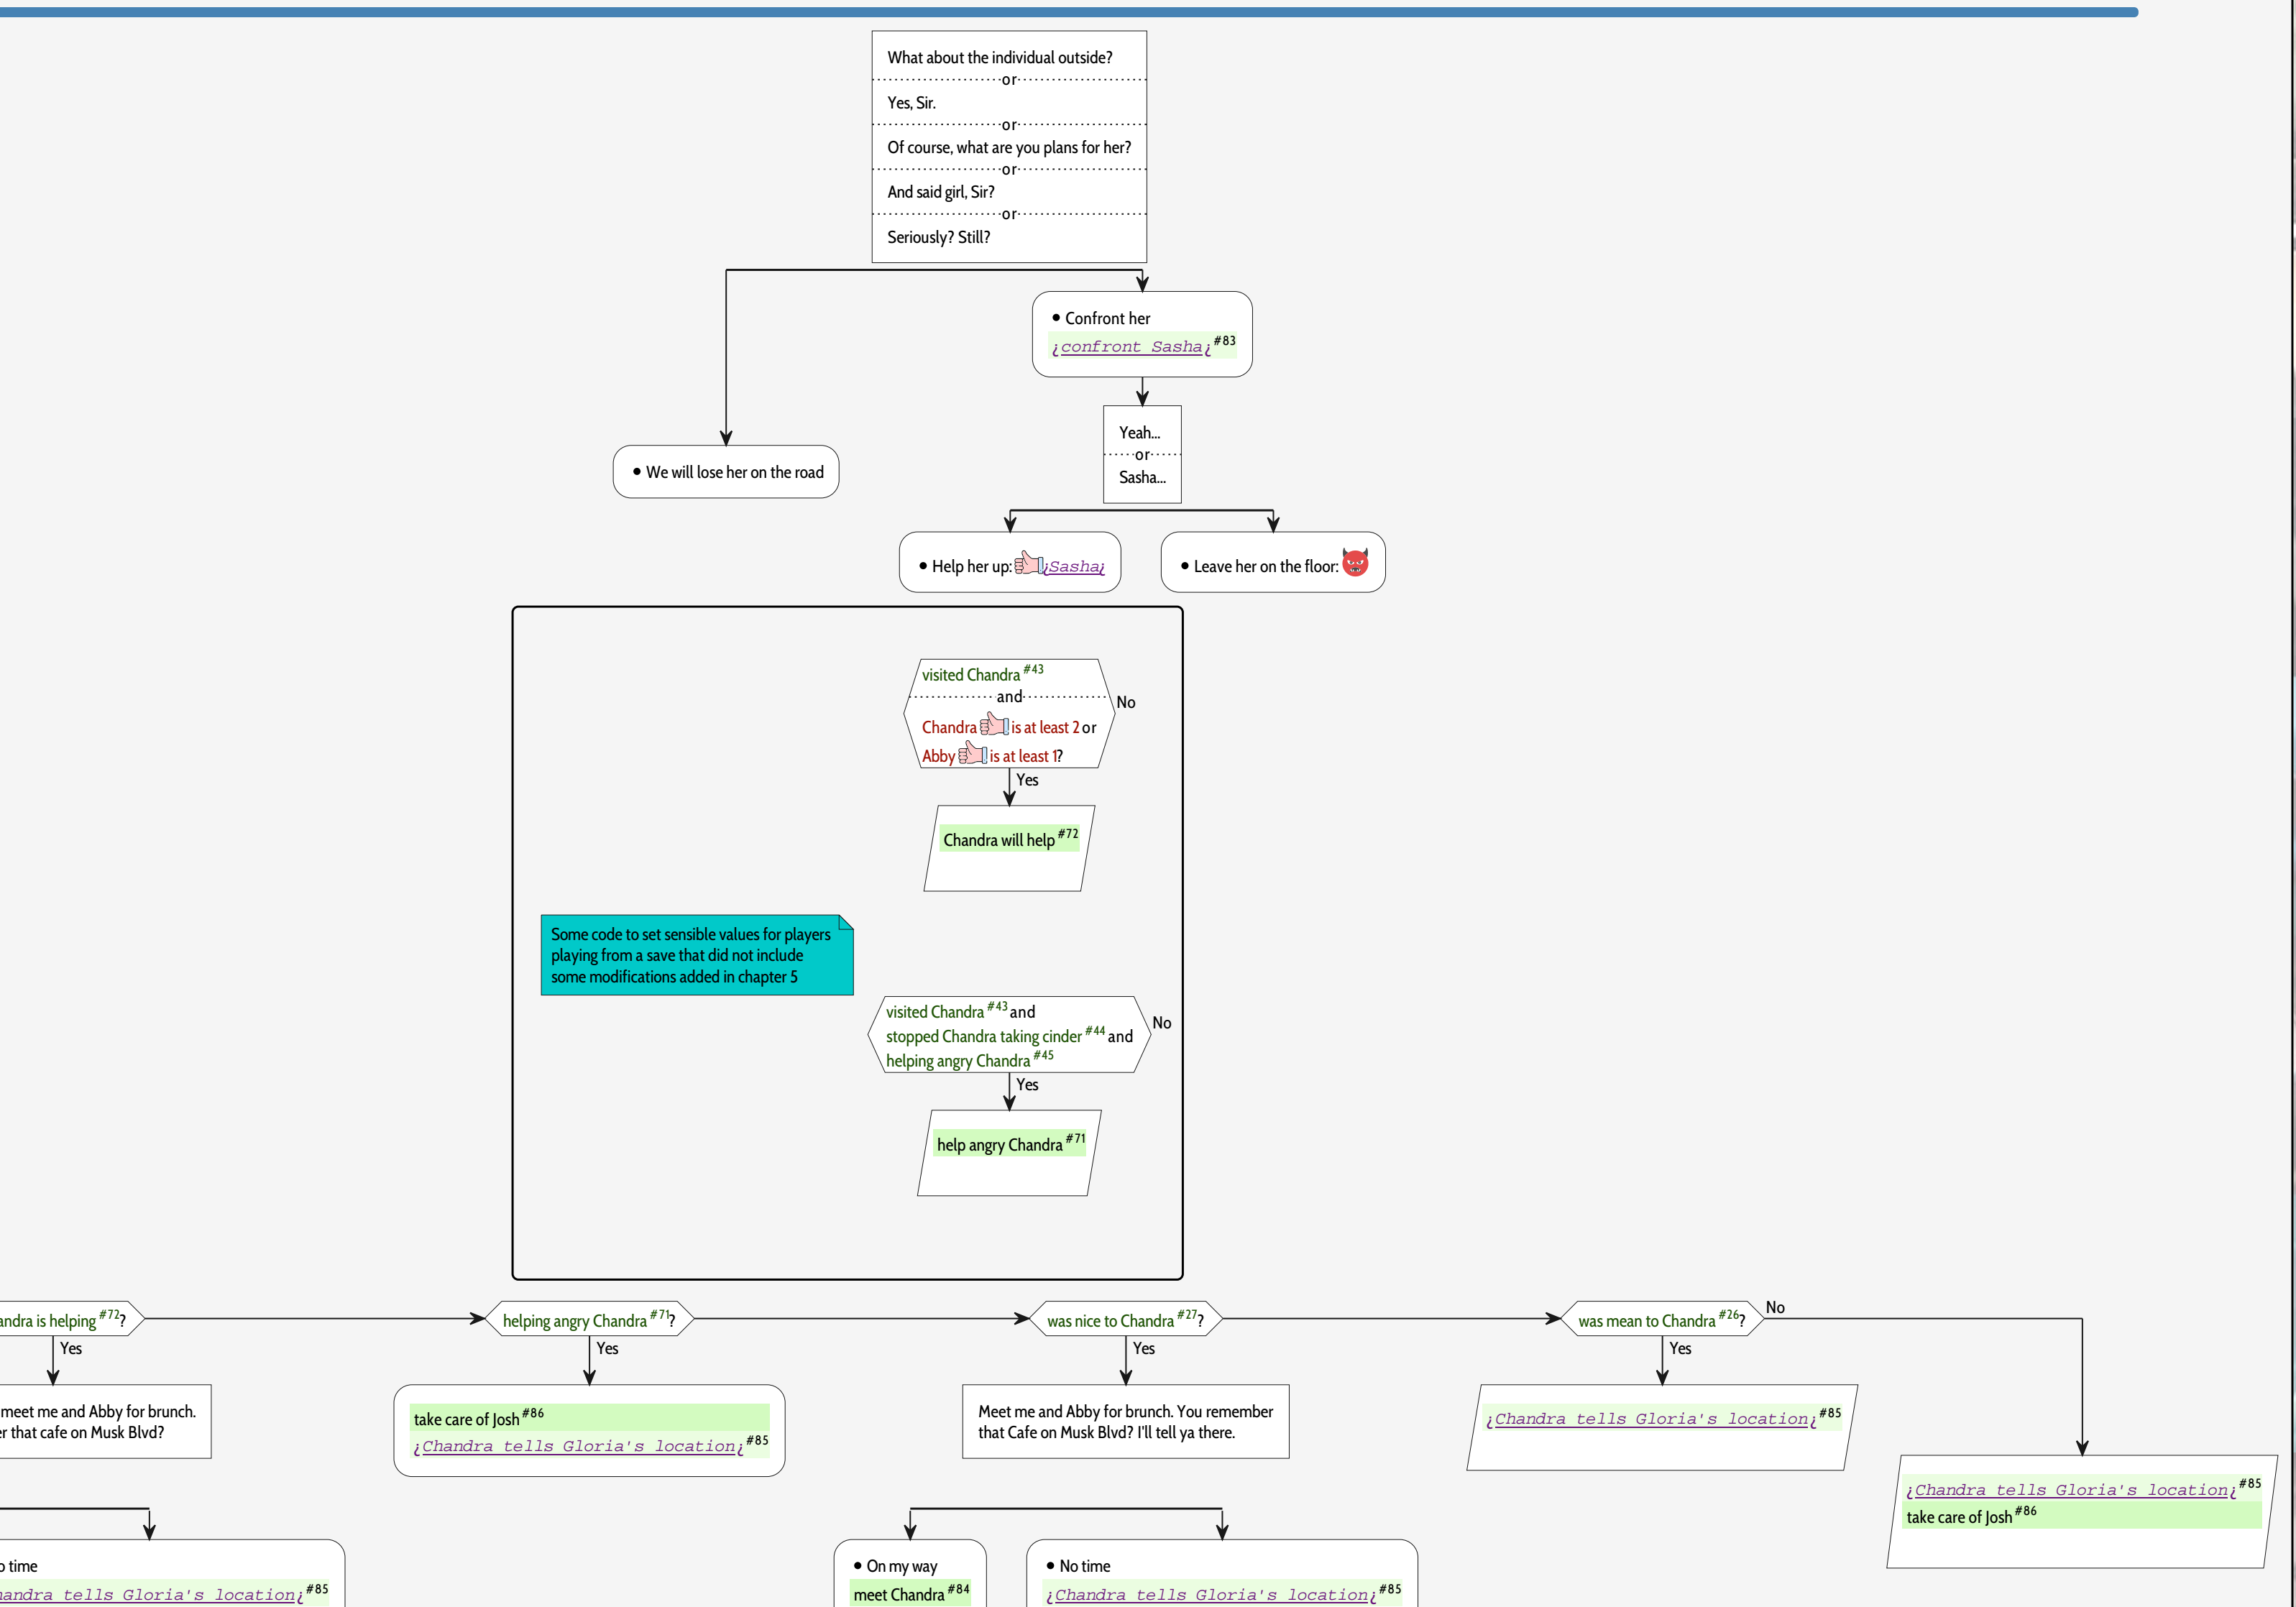 What about the individual outside?
or
Yes, Sir.
or
Of course, what are you plans for her?
or
And said girl, Sir?
or
Seriously? Still?
• Confront her
¿confront Sasha¿ #83
Yeah...
or
Sasha...
• We will lose her on the road
• Help her up: ¿Sasha¿
• Leave her on the floor:
visited Chandra #43
and
No
Chandra is at least 2 or
Abby is at least 1?
Yes
Chandra will help #72
Some code to set sensible values for players
playing from a save that did not include
some modifications added in chapter 5
visited Chandra #43 and
No
stopped Chandra taking cinder #44 and
helping angry Chandra #45
Yes
help angry Chandra #71
andra is helping #72?
helping angry Chandra #71?
was nice to Chandra #27?
was mean to Chandra #26?
No
Yes
Yes
Yes
Yes
meet me and Abby for brunch.
er that cafe on Musk Blvd?
take care of Josh #86
¿Chandra tells Gloria's location¿ #85
Meet me and Abby for brunch. You remember
that Cafe on Musk Blvd? I'll tell ya there.
¿Chandra tells Gloria's location¿ #85
¿Chandra tells Gloria's location¿ #85
take care of Josh #86
o time
handra tells Gloria's location¿ #85
• On my way
meet Chandra #84
• No time
¿Chandra tells Gloria's location¿ #85